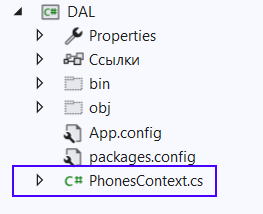 DAL
Properties
Ссылки
bin
obj
App.config
packages.config
C# PhonesContext.cs